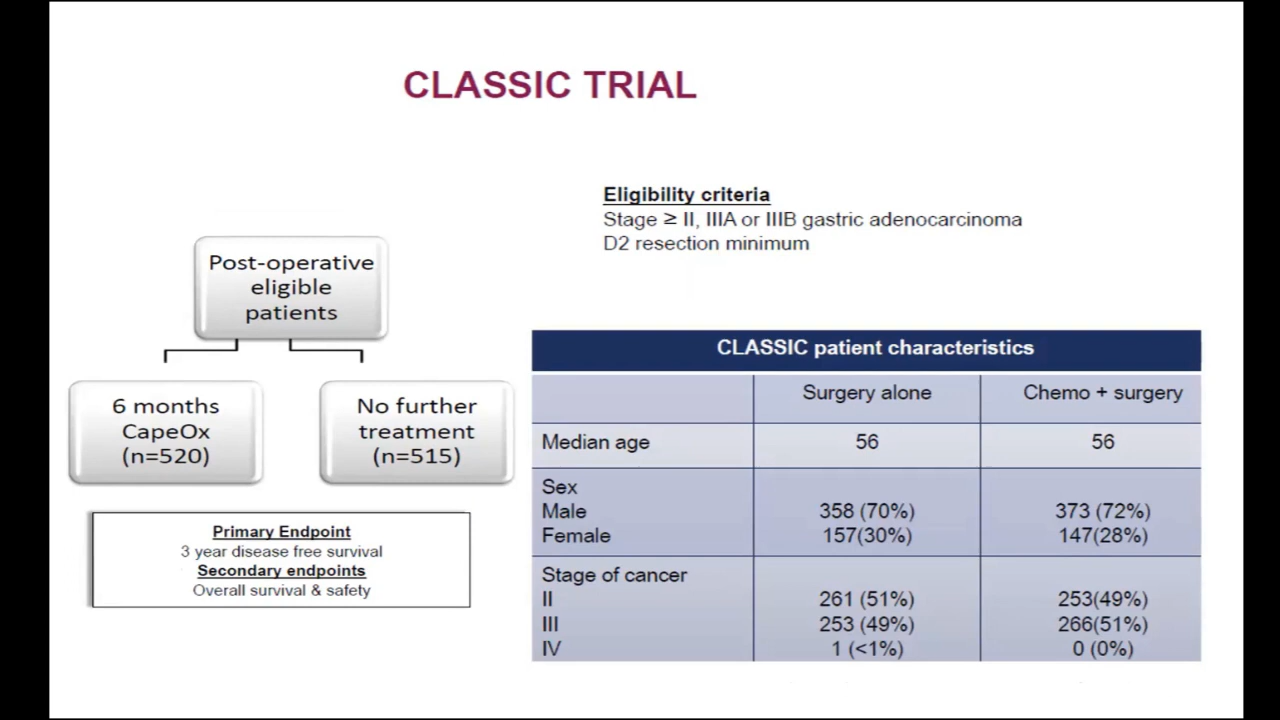 CLASSIC TRIAL
Eligibility criteria
Stage ≥ II, IIIA or IIIB gastric adenocarcinoma
D2 resection minimum
Post-operative
eligible
patients
6 months
CapeOx
(n=520)
No further
treatment
(n=515)
Primary Endpoint
3 year disease free survival
Secondary endpoints
Overall survival & safety
CLASSIC patient characteristics
Surgery alone Chemo + surgery
Median age 56 56
Sex
Male 358 (70%) 373 (72%)
Female 157(30%) 147(28%)
Stage of cancer
II 261 (51%) 253(49%)
III 253 (49%) 266(51%)
IV 1 (<1%) 0 (0%)